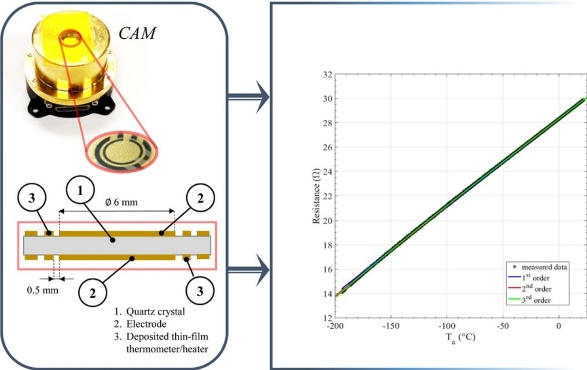 CAM
3
1
Ø 6 mm
2
0.5 mm
2
3
1. Quartz crystal
2. Electrode
3. Deposited thin-film
thermometer/heater
Resistance (Ω)
32
30
28
26
24
22
20
18
16
14
12
-200
-150
-100
-50
0
Ta (°C)
measured data
1st order
2nd order
3rd order